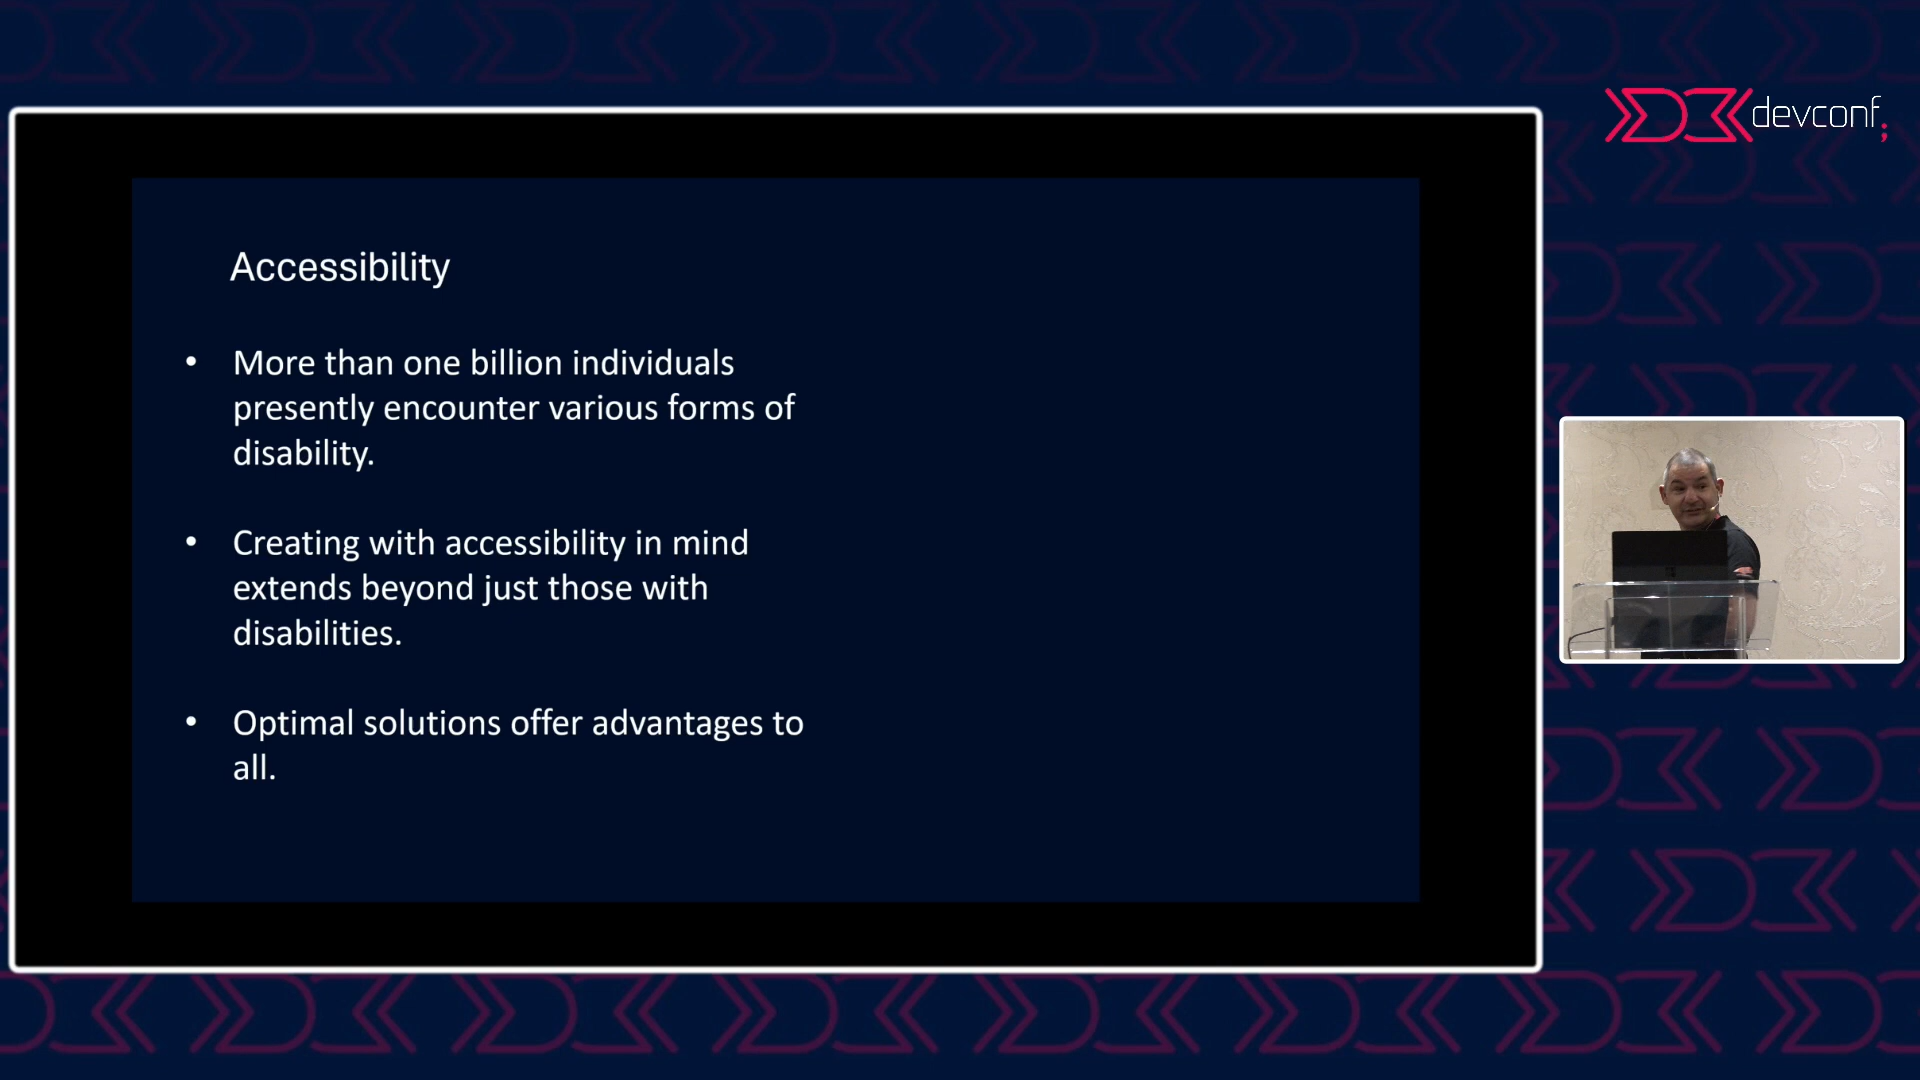 devconf;
Accessibility
• More than one billion individuals
presently encounter various forms of
disability.
• Creating with accessibility in mind
extends beyond just those with
disabilities.
• Optimal solutions offer advantages to
all.